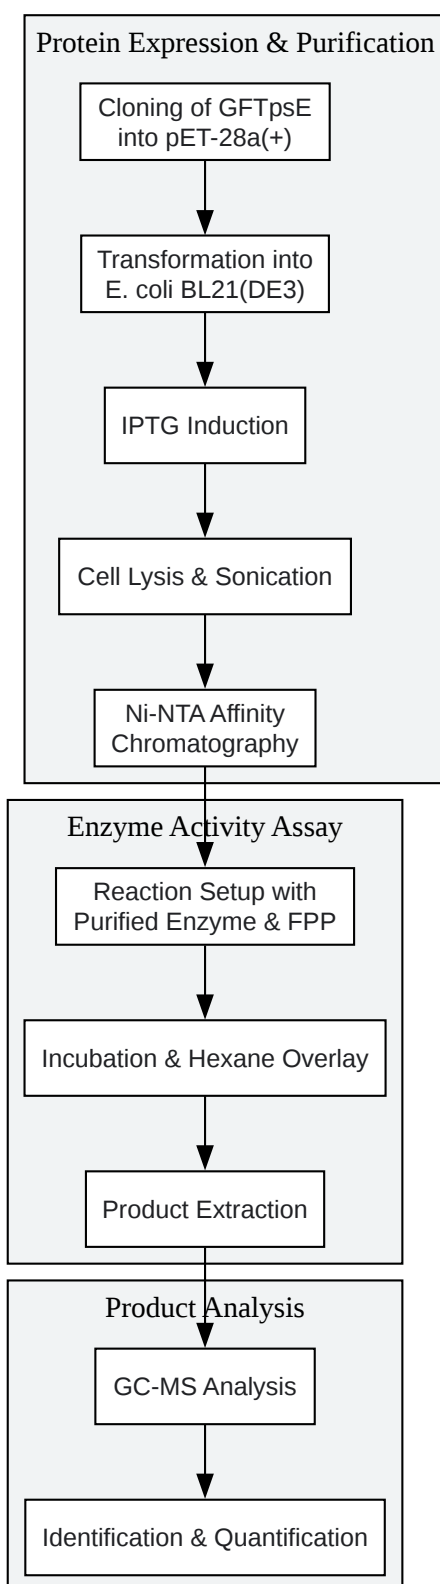 Protein Expression & Purification
Cloning of GFTpsE
into pET-28a(+)
Transformation into
E. coli BL21(DE3)
IPTG Induction
Cell Lysis & Sonication
Ni-NTA Affinity
Chromatography
Enzyme Activity Assay
Reaction Setup with
Purified Enzyme & FPP
Incubation & Hexane Overlay
Product Extraction
Product Analysis
GC-MS Analysis
Identification & Quantification